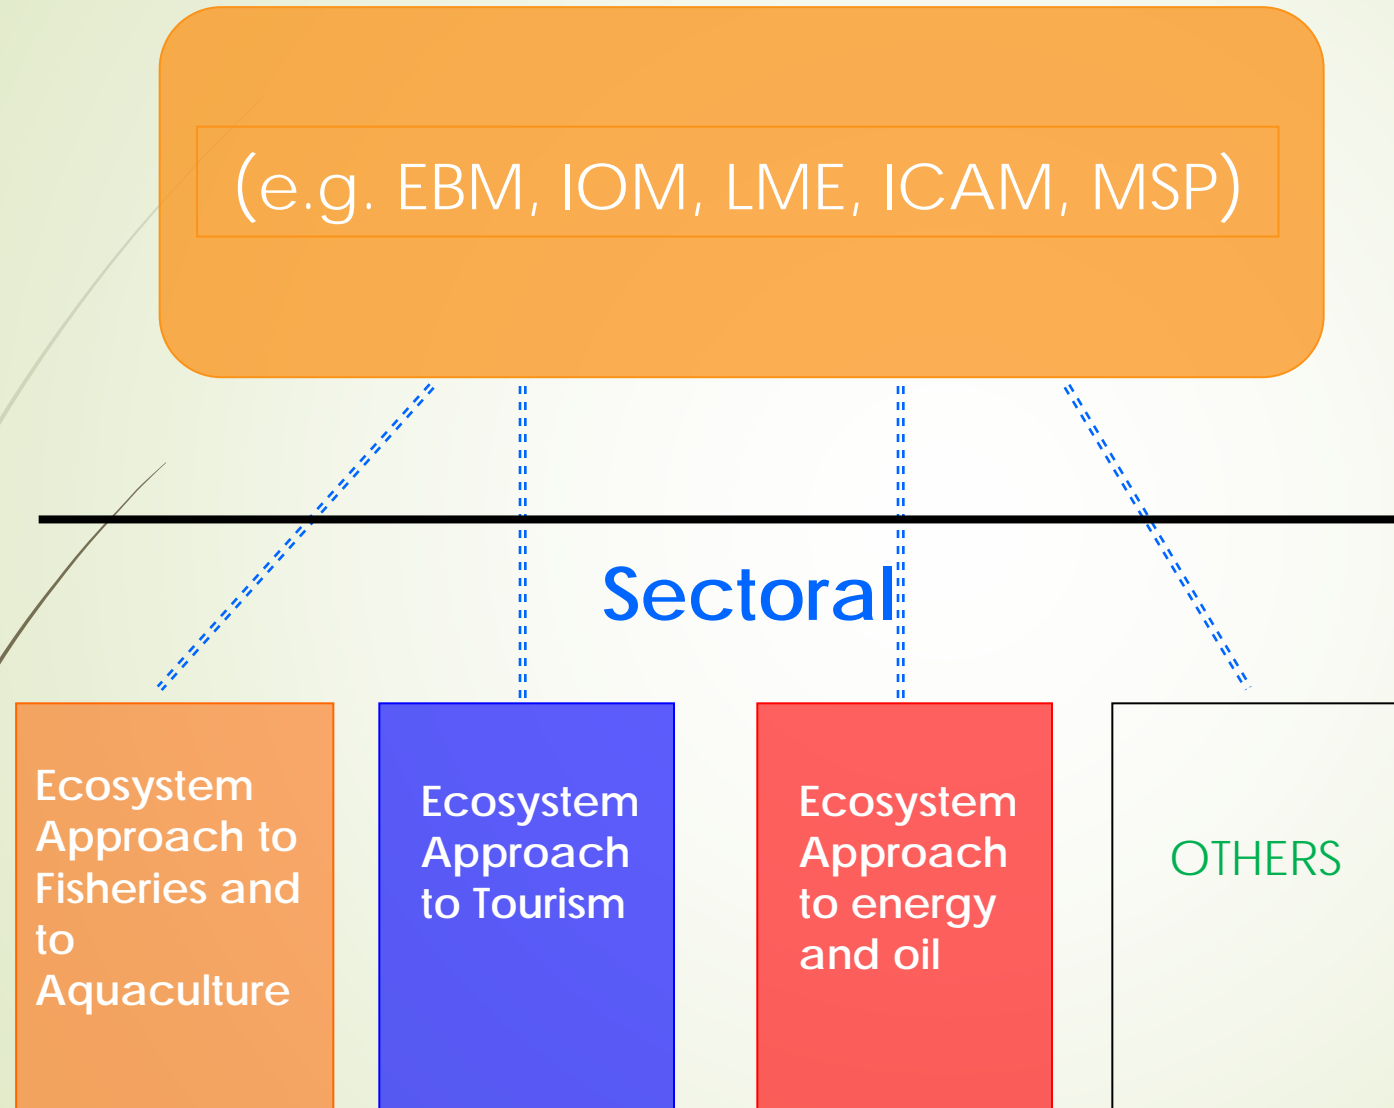 (e.g. EBM, IOM, LME, ICAM, MSP)
Sectoral
Ecosystem
Approach to
Fisheries and
to
Aquaculture
Ecosystem
Approach
to Tourism
Ecosystem
Approach
to energy
and oil
OTHERS